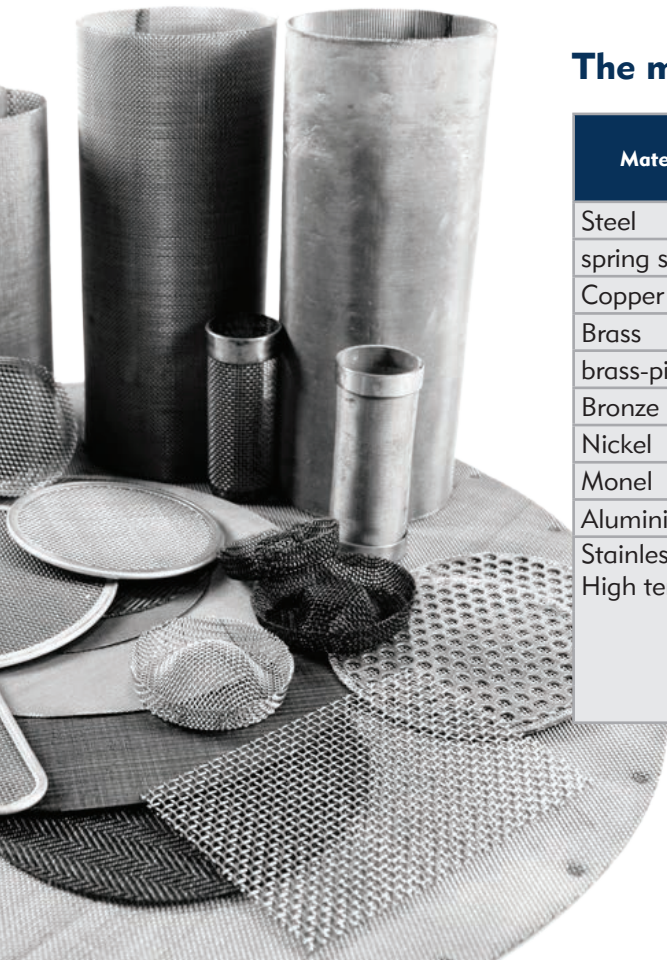 The m
Mate
Steel
spring s
Copper
Brass
brass-pi
Bronze
Nickel
Monel
Alumini
Stainles
High te